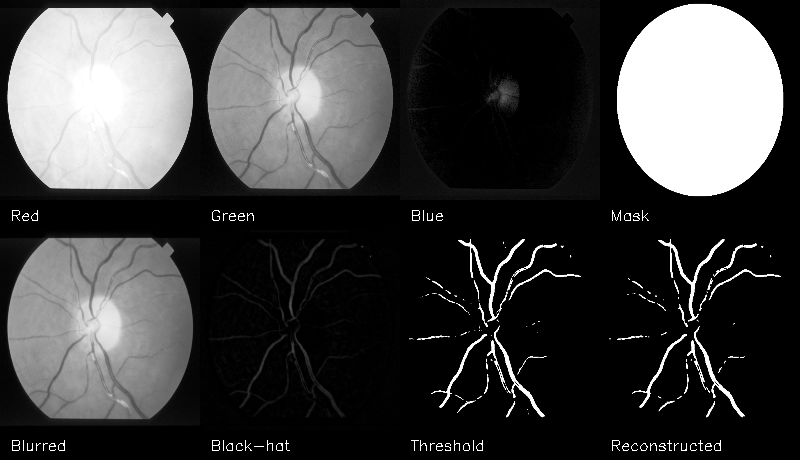 Red
Green
Blue
Mask
Blurred
Black-hat
Threshold
Reconstructed